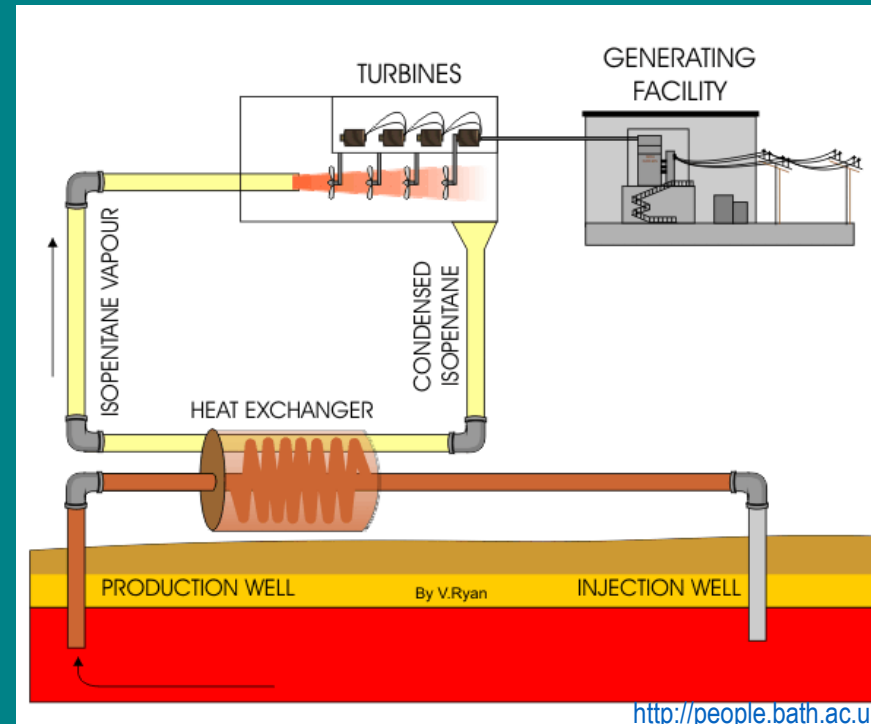 TURBINES
GENERATING
FACILITY
ISOPENTANE VAPOUR
CONDENSED
ISOPENTANE
HEAT EXCHANGER
PRODUCTION WELL
By V.Ryan
INJECTION WELL
http://people.bath.ac.u